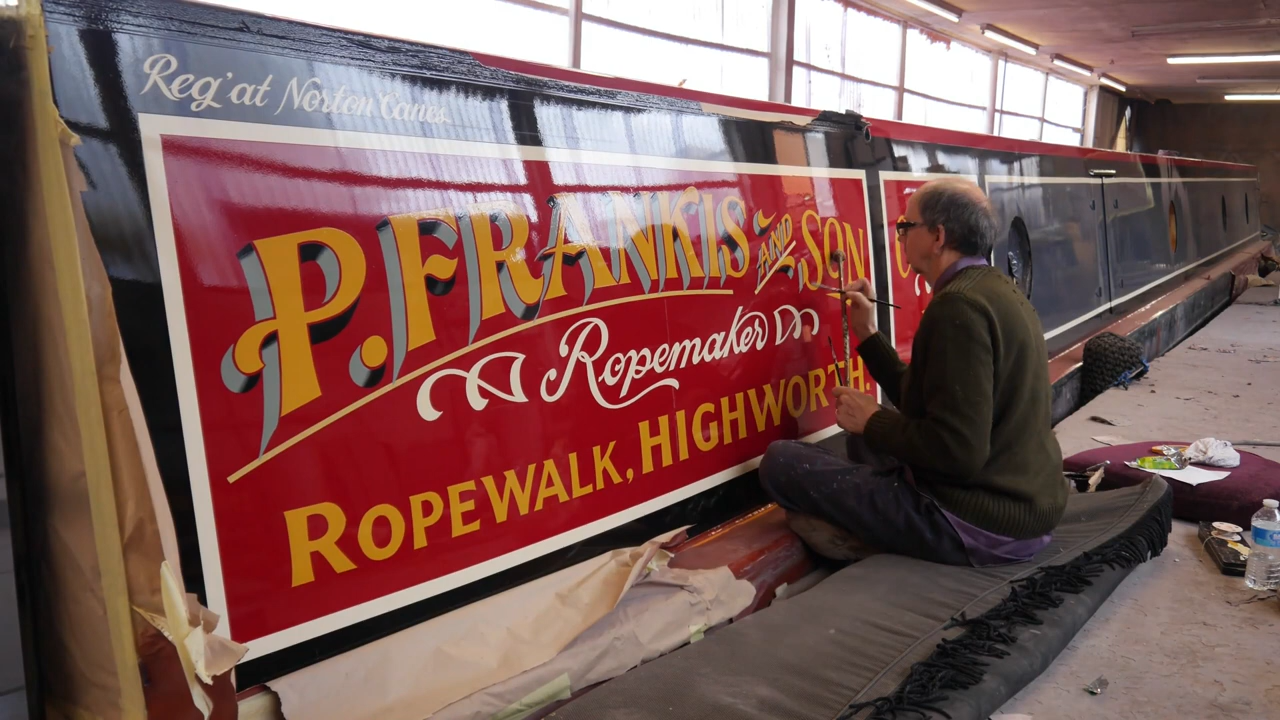 Reg'at Norton Canes
P. FRANKIS AND SON
Ropemaker
ROPEWALK, HIGHWORTH.